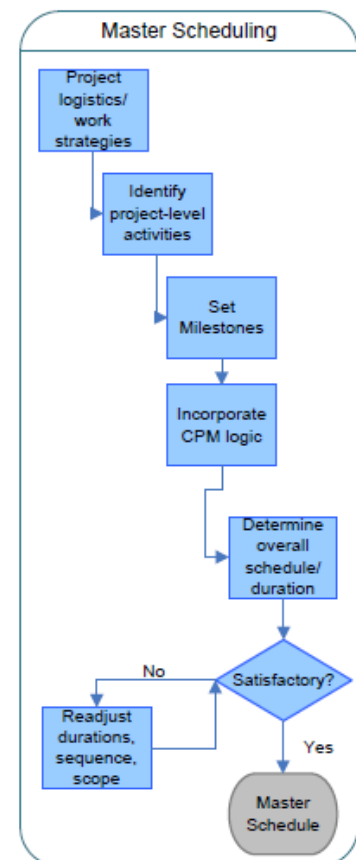 Master Scheduling
Project
logistics/
work
strategies
Identify
project-level
activities
Set
Milestones
Incorporate
CPM logic
Determine
overall
schedule/
duration
Satisfactory?
No
Readjust
durations,
sequence,
scope
Yes
Master
Schedule